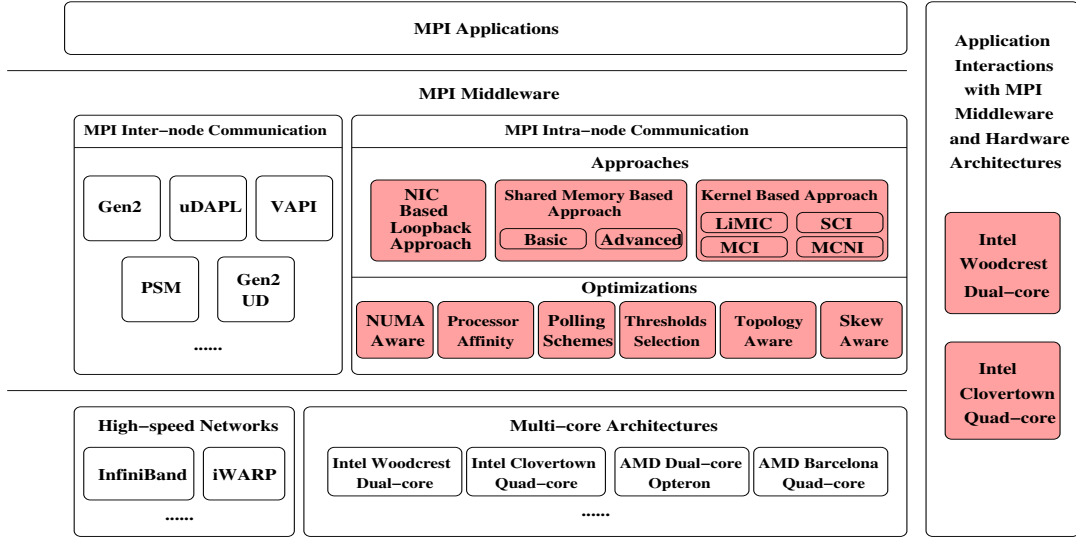 MPI Applications
MPI Middleware
MPI Inter-node Communication
Gen2
uDAPL
VAPI
PSM
Gen2
UD
......
MPI Intra-node Communication
Approaches
NIC
Based
Loopback
Approach
Shared Memory Based
Approach
Basic
Advanced
Kernel Based Approach
LiMIC
SCI
MCI
MCNI
Optimizations
NUMA
Aware
Processor
Affinity
Polling
Schemes
Thresholds
Selection
Topology
Aware
Skew
Aware
High-speed Networks
InfiniBand
iWARP
......
Multi-core Architectures
Intel Woodcrest
Dual-core
Intel Clovertown
Quad-core
AMD Dual-core
Opteron
AMD Barcelona
Quad-core
......
Application
Interactions
with MPI
Middleware
and Hardware
Architectures
Intel
Woodcrest
Dual-core
Intel
Clovertown
Quad-core